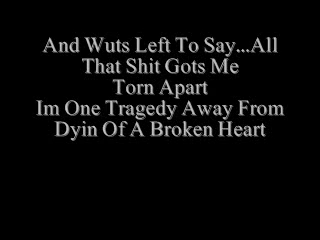 And Wuts Left To Say...All
That Shit Gots Me
Torn Apart
Im One Tragedy Away From
Dyin Of A Broken Heart